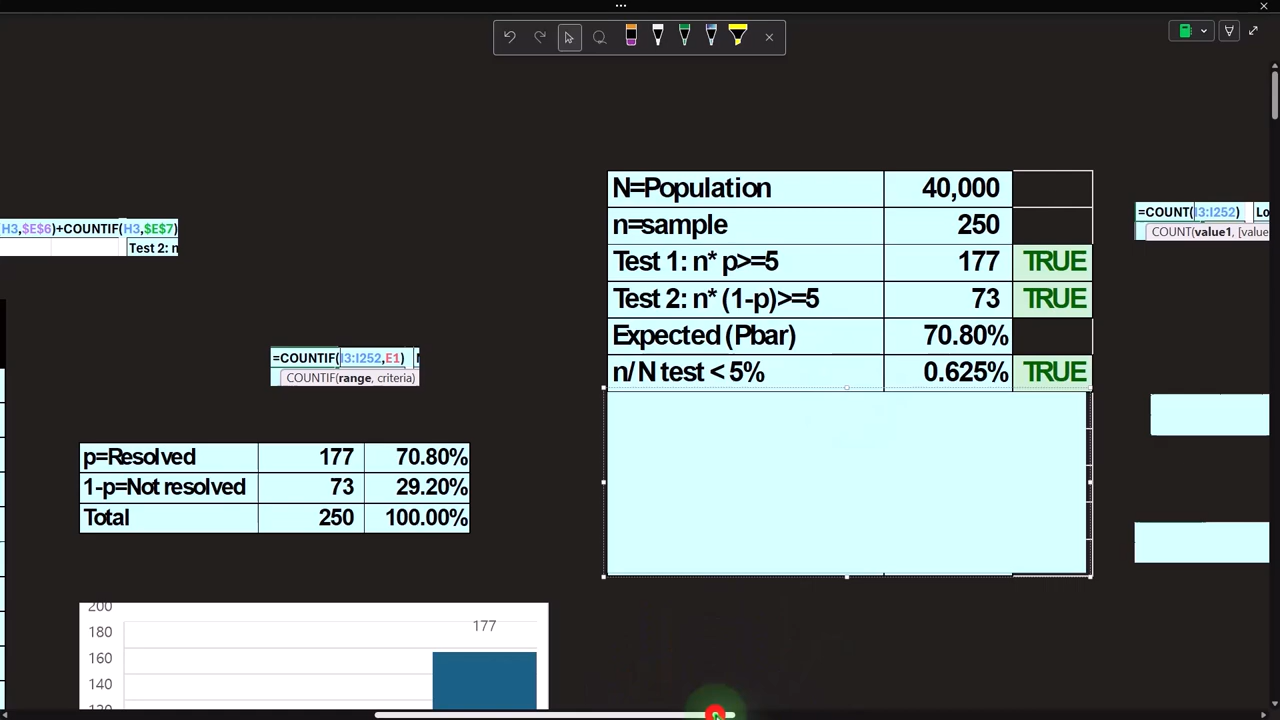 H3,$E$6)+COUNTIF(H3,$E$7)
Test 2: n
=COUNTIF(I3:I252,E1)
COUNTIF(range, criteria)
p=Resolved 177 70.80%
1-p=Not resolved 73 29.20%
Total 250 100.00%
200
180
160
140
177
N=Population 40,000
n=sample 250
Test 1: n* p>=5 177 TRUE
Test 2: n* (1-p)>=5 73 TRUE
Expected (Pbar) 70.80%
n/ N test < 5% 0.625% TRUE
=COUNT(I3:I252) Lo
COUNT(value1, [value